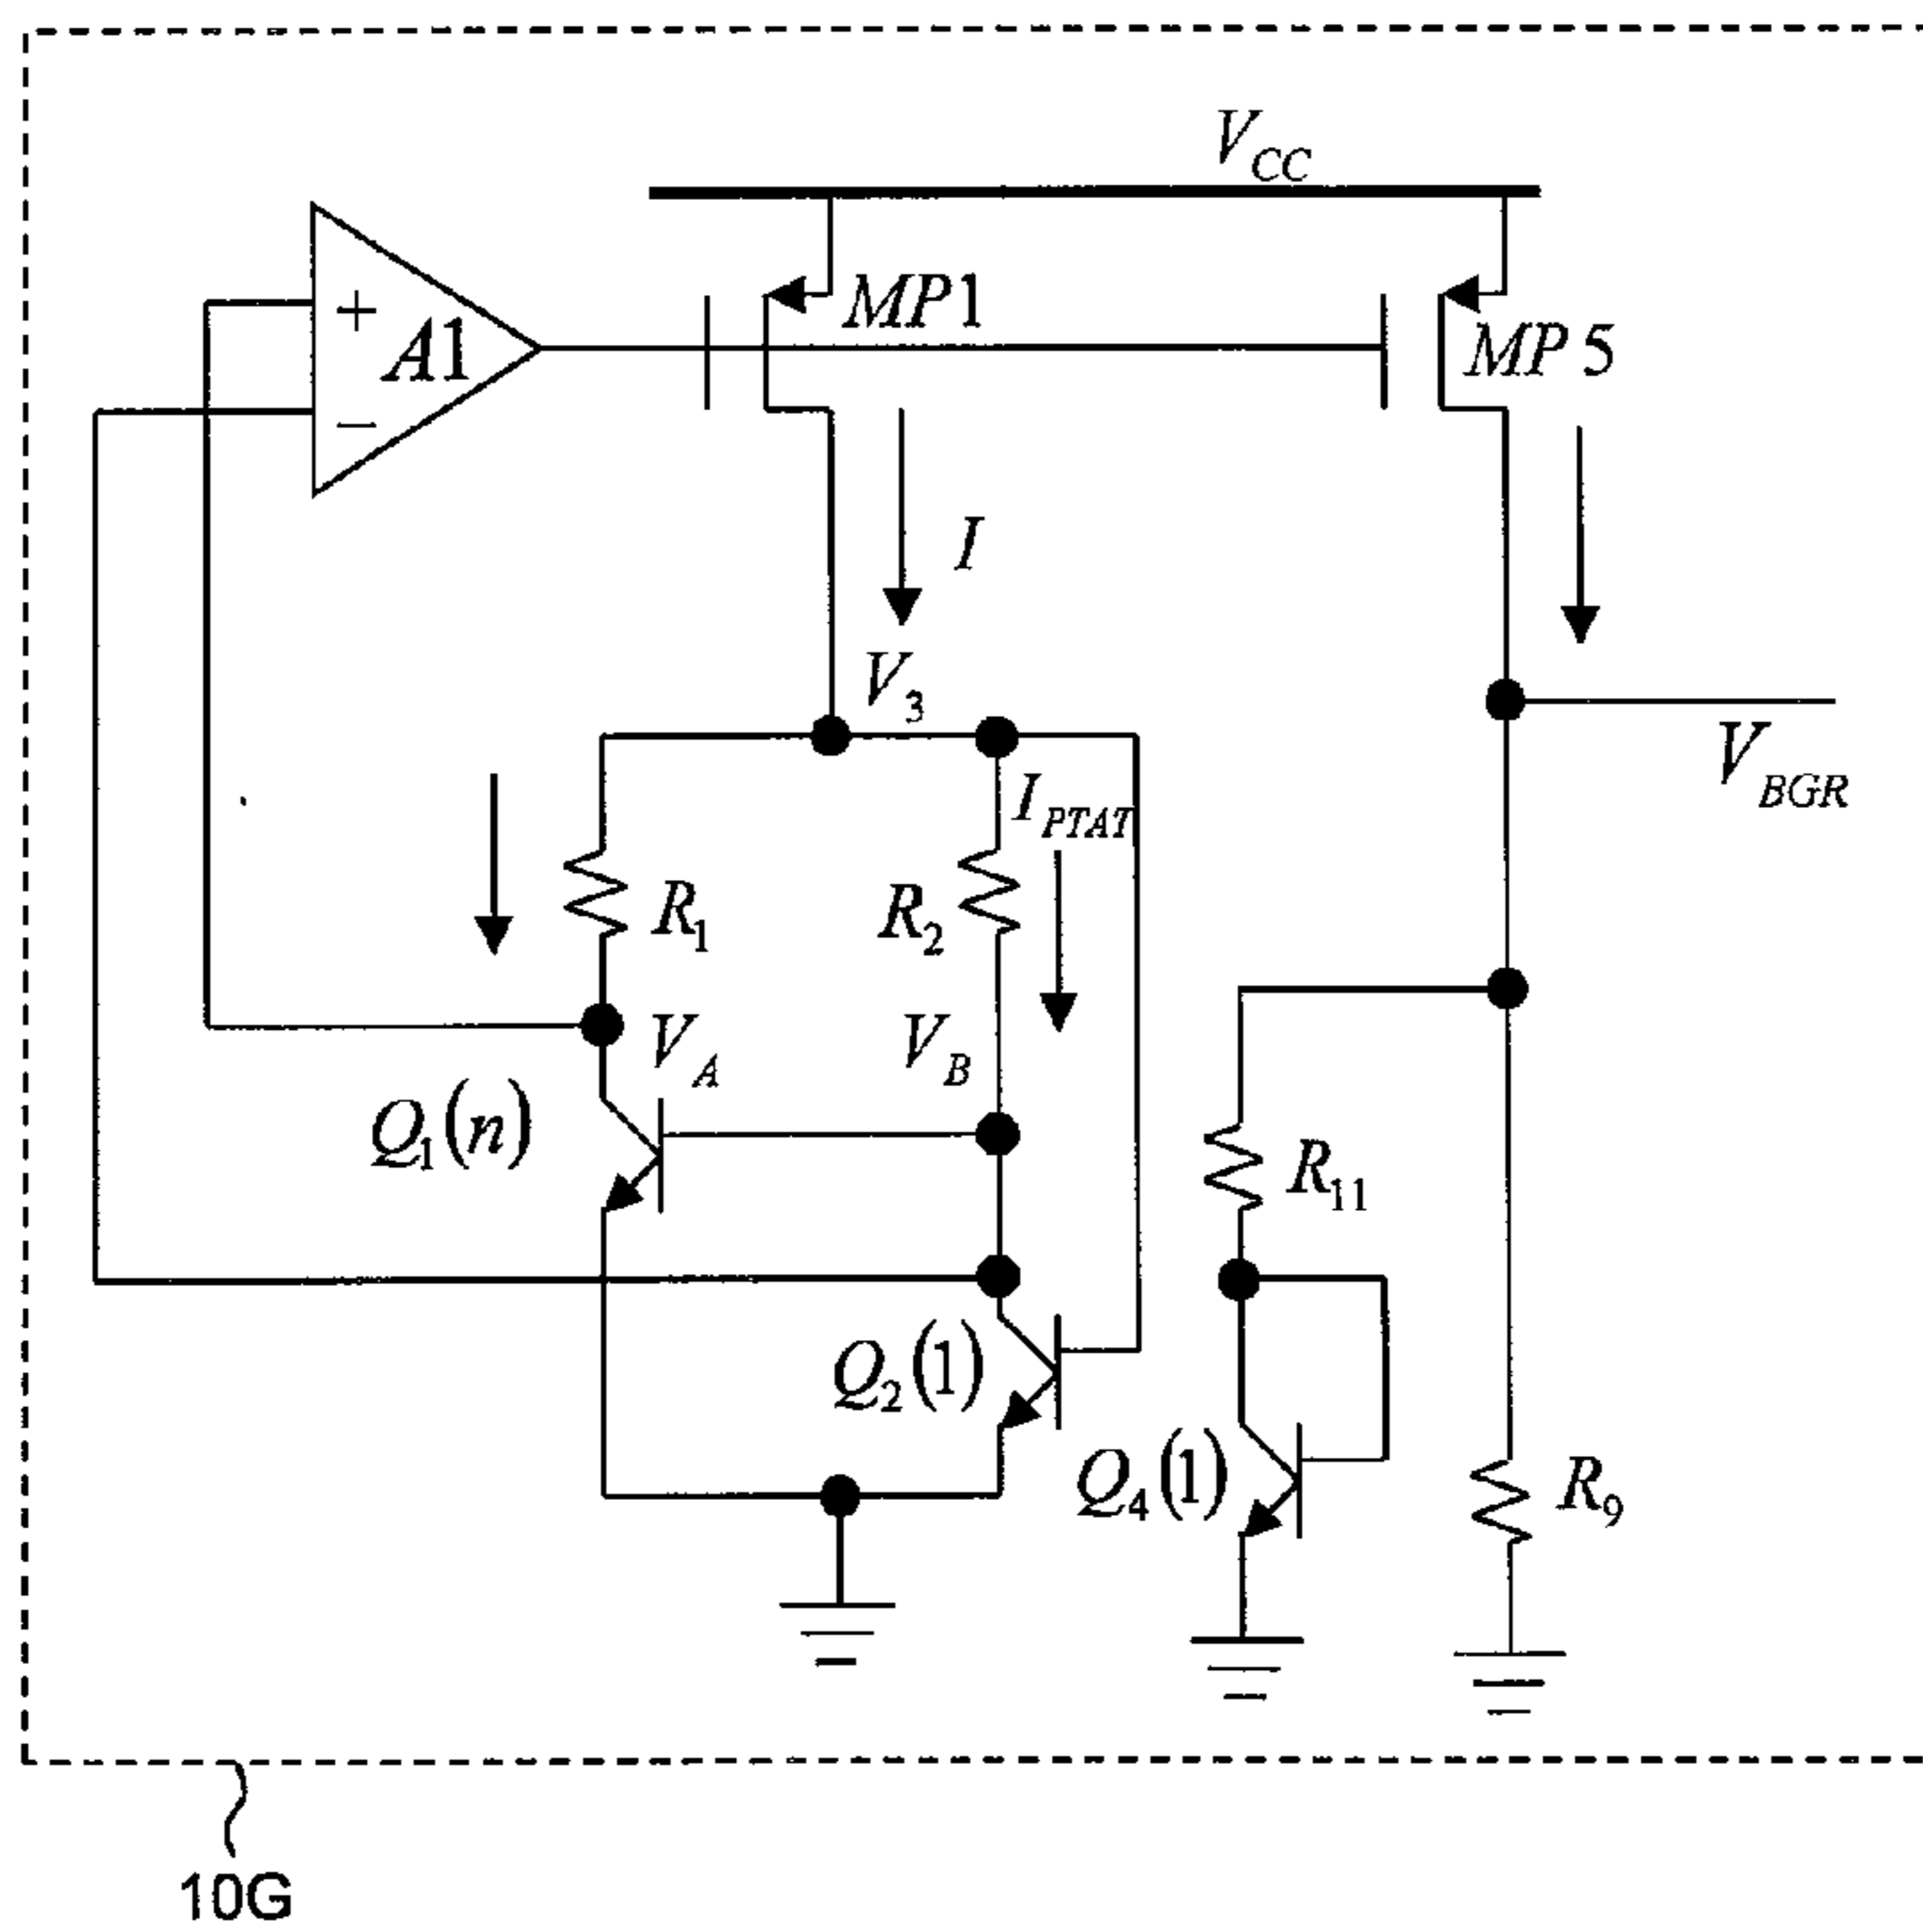 V_CC
+
A1
−
MP1
MP5
I
V_3
V_BGR
I_PTAT
R_1
R_2
V_A
V_B
Q_1(n)
R_11
Q_2(1)
Q_4(1)
R_9
10G